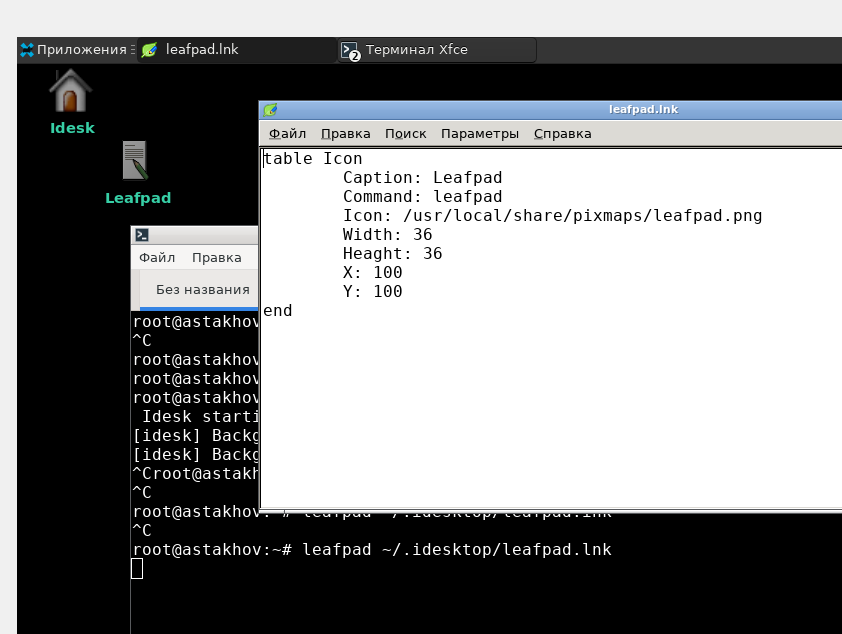 Приложения
leafpad.lnk
2
Терминал Xfce
Idesk
Leafpad
leafpad.lnk
Файл Правка Поиск Параметры Справка
table Icon
Caption: Leafpad
Command: leafpad
Icon: /usr/local/share/pixmaps/leafpad.png
Width: 36
Heaght: 36
X: 100
Y: 100
end
Файл Правка
Без названия
root@astakhov
^C
root@astakhov
root@astakhov
root@astakhov
Idesk starti
[idesk] Backg
[idesk] Backg
^Croot@astakh
^C
root@astakhov:~# leafpad ~/.idesktop/leafpad.lnk
^C
root@astakhov:~# leafpad ~/.idesktop/leafpad.lnk